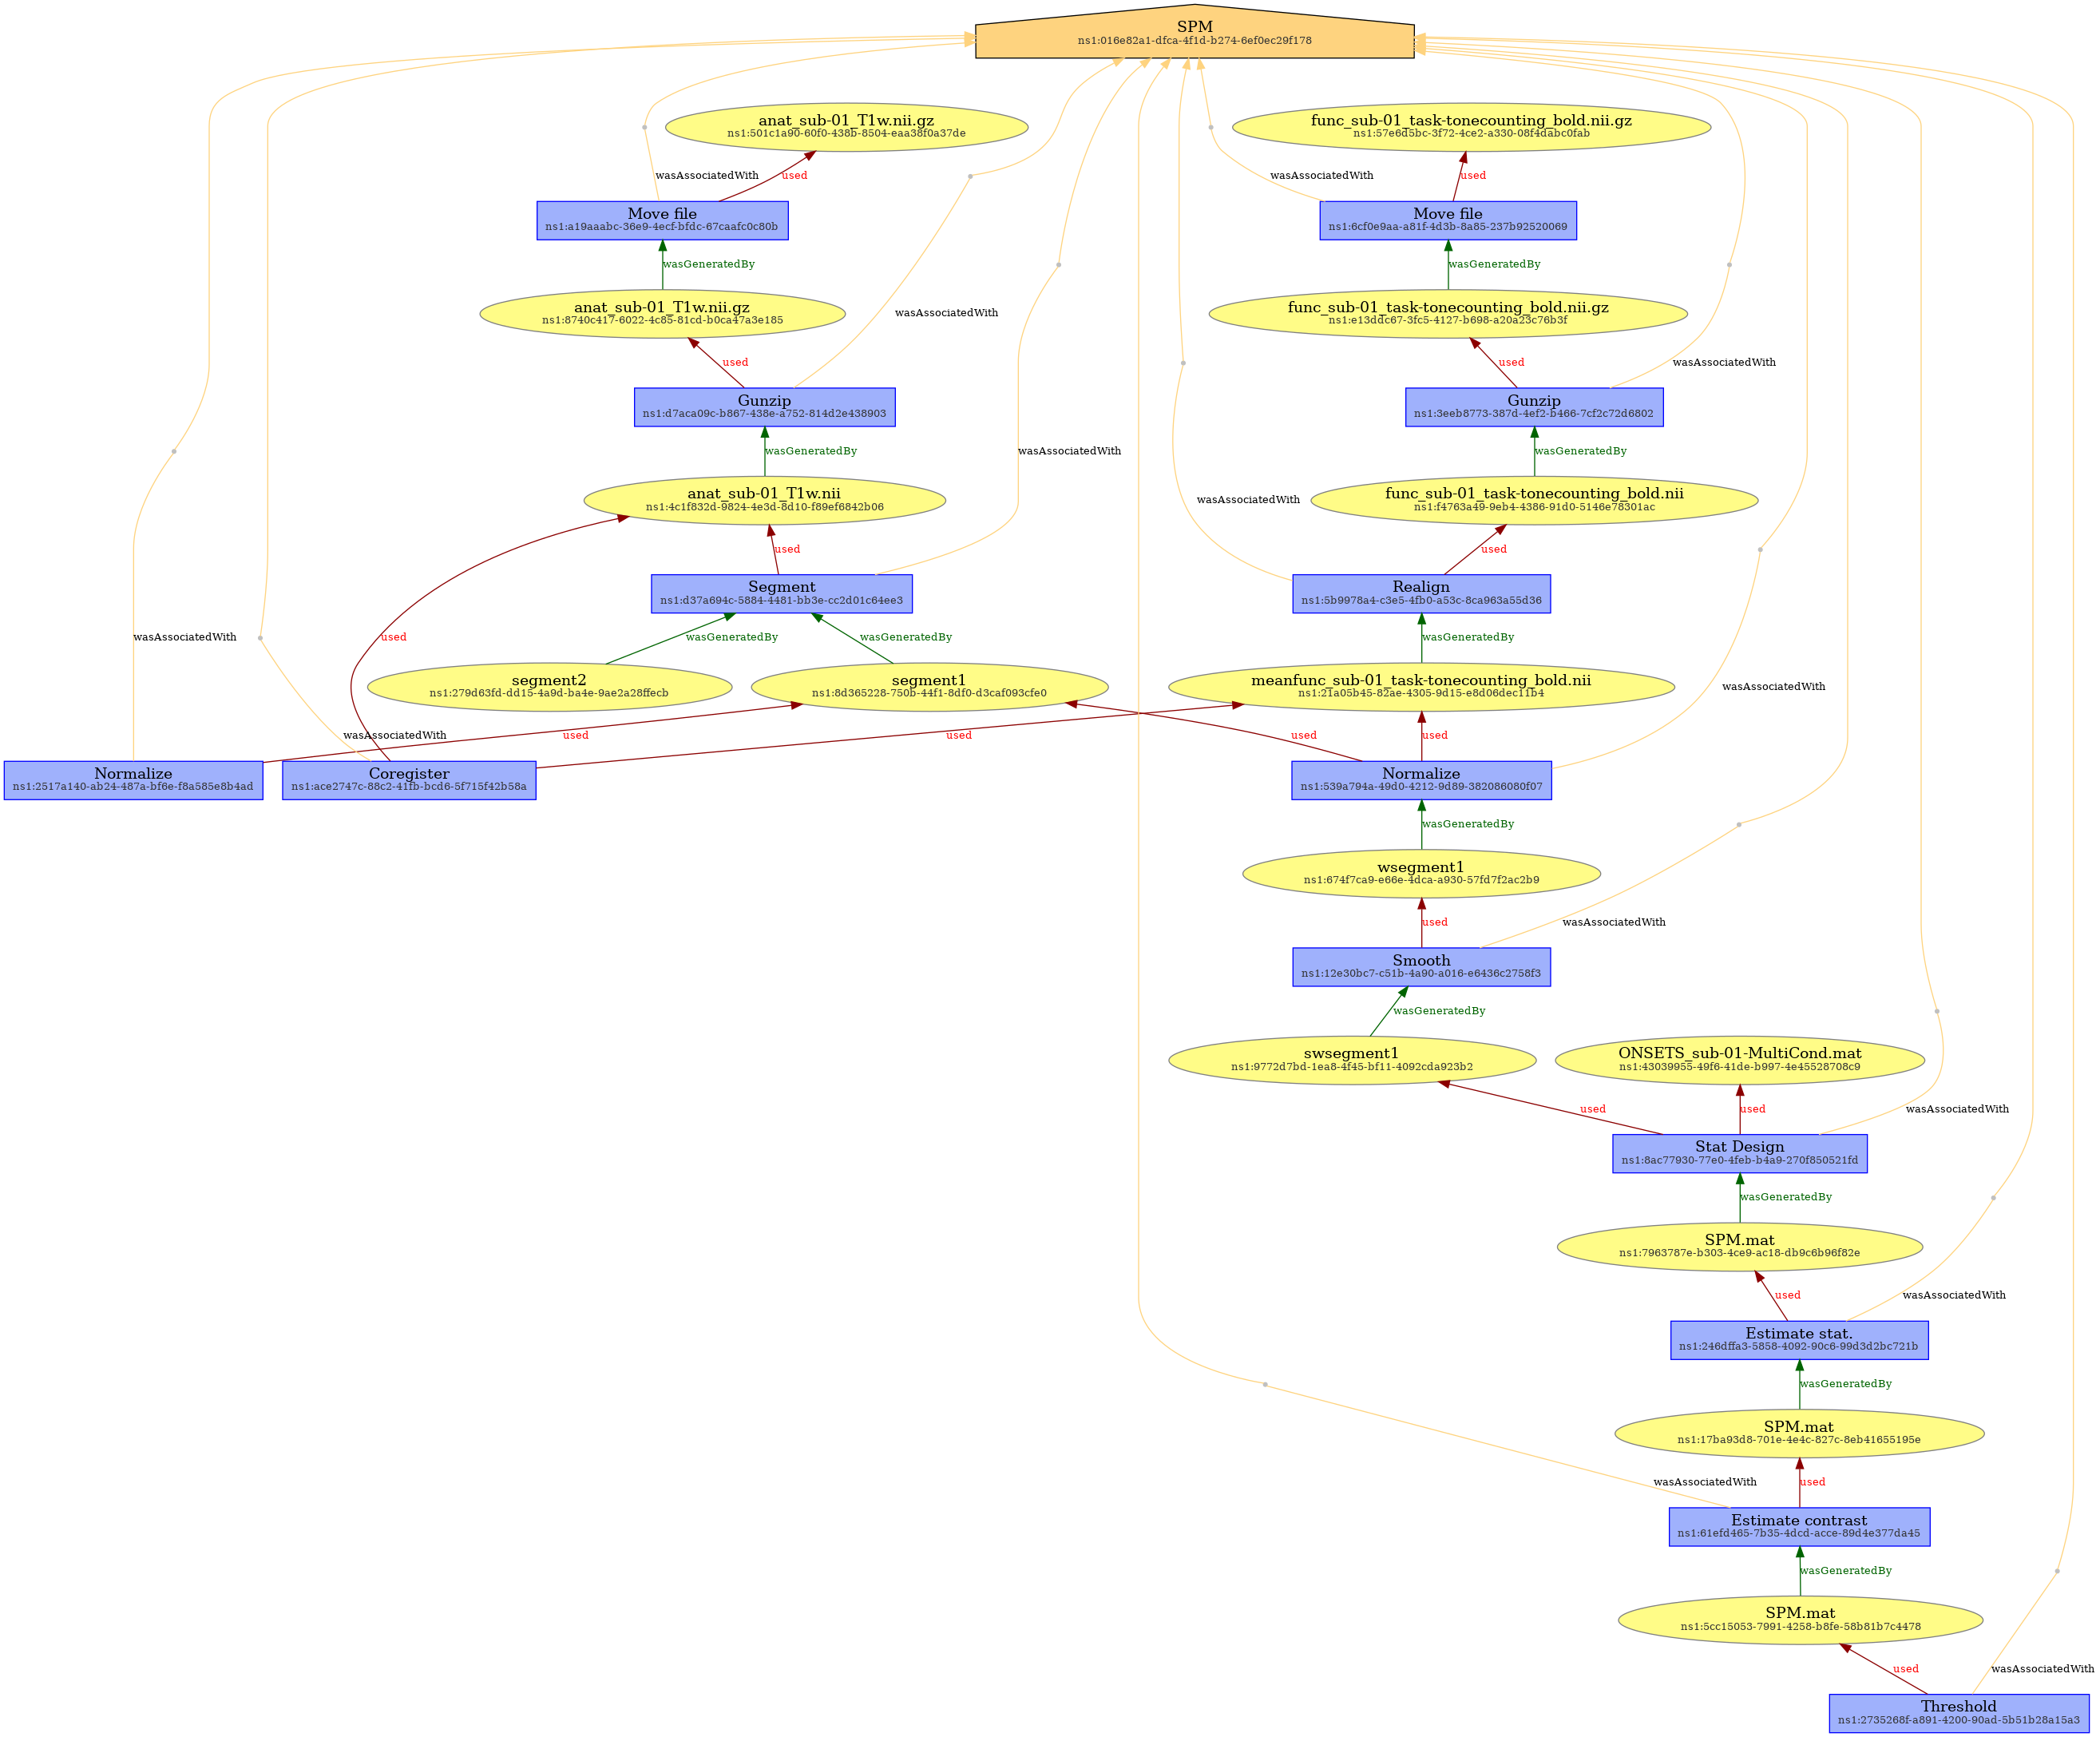 SPM
ns1:016e82a1-dfca-4f1d-b274-6ef0ec29f178
anat_sub-01_T1w.nii.gz
ns1:501c1a90-60f0-438b-8504-eaa38f0a37de
func_sub-01_task-tonecounting_bold.nii.gz
ns1:57e6d5bc-3f72-4ce2-a330-08f4dabc0fab
wasAssociatedWith
used
wasAssociatedWith
used
Move file
ns1:a19aaabc-36e9-4ecf-bfdc-67caafc0c80b
Move file
ns1:6cf0e9aa-a81f-4d3b-8a85-237b92520069
wasGeneratedBy
wasGeneratedBy
anat_sub-01_T1w.nii.gz
ns1:8740c417-6022-4c85-81cd-b0ca47a3e185
wasAssociatedWith
func_sub-01_task-tonecounting_bold.nii.gz
ns1:e13ddc67-3fc5-4127-b698-a20a23c76b3f
used
used
wasAssociatedWith
Gunzip
ns1:d7aca09c-b867-438e-a752-814d2e438903
Gunzip
ns1:3eeb8773-387d-4ef2-b466-7cf2c72d6802
wasGeneratedBy
wasAssociatedWith
wasGeneratedBy
anat_sub-01_T1w.nii
ns1:4c1f832d-9824-4e3d-8d10-f89ef6842b06
wasAssociatedWith
func_sub-01_task-tonecounting_bold.nii
ns1:f4763a49-9eb4-4386-91d0-5146e78301ac
used
used
Segment
ns1:d37a694c-5884-4481-bb3e-cc2d01c64ee3
Realign
ns1:5b9978a4-c3e5-4fb0-a53c-8ca963a55d36
wasAssociatedWith
used
wasGeneratedBy
wasGeneratedBy
wasGeneratedBy
segment2
ns1:279d63fd-dd15-4a9d-ba4e-9ae2a28ffecb
segment1
ns1:8d365228-750b-44f1-8df0-d3caf093cfe0
meanfunc_sub-01_task-tonecounting_bold.nii
ns1:21a05b45-82ae-4305-9d15-e8d06dec11b4
wasAssociatedWith
wasAssociatedWith
used
used
used
used
Normalize
ns1:2517a140-ab24-487a-bf6e-f8a585e8b4ad
Coregister
ns1:ace2747c-88c2-41fb-bcd6-5f715f42b58a
Normalize
ns1:539a794a-49d0-4212-9d89-382086080f07
wasGeneratedBy
wsegment1
ns1:674f7ca9-e66e-4dca-a930-57fd7f2ac2b9
used
wasAssociatedWith
Smooth
ns1:12e30bc7-c51b-4a90-a016-e6436c2758f3
wasGeneratedBy
swsegment1
ns1:9772d7bd-1ea8-4f45-bf11-4092cda923b2
ONSETS_sub-01-MultiCond.mat
ns1:43039955-49f6-41de-b997-4e45528708c9
used
used
wasAssociatedWith
Stat Design
ns1:8ac77930-77e0-4feb-b4a9-270f850521fd
wasGeneratedBy
SPM.mat
ns1:7963787e-b303-4ce9-ac18-db9c6b96f82e
used
wasAssociatedWith
Estimate stat.
ns1:246dffa3-5858-4092-90c6-99d3d2bc721b
wasGeneratedBy
SPM.mat
ns1:17ba93d8-701e-4e4c-827c-8eb41655195e
wasAssociatedWith
used
Estimate contrast
ns1:61efd465-7b35-4dcd-acce-89d4e377da45
wasGeneratedBy
SPM.mat
ns1:5cc15053-7991-4258-b8fe-58b81b7c4478
used
wasAssociatedWith
Threshold
ns1:2735268f-a891-4200-90ad-5b51b28a15a3